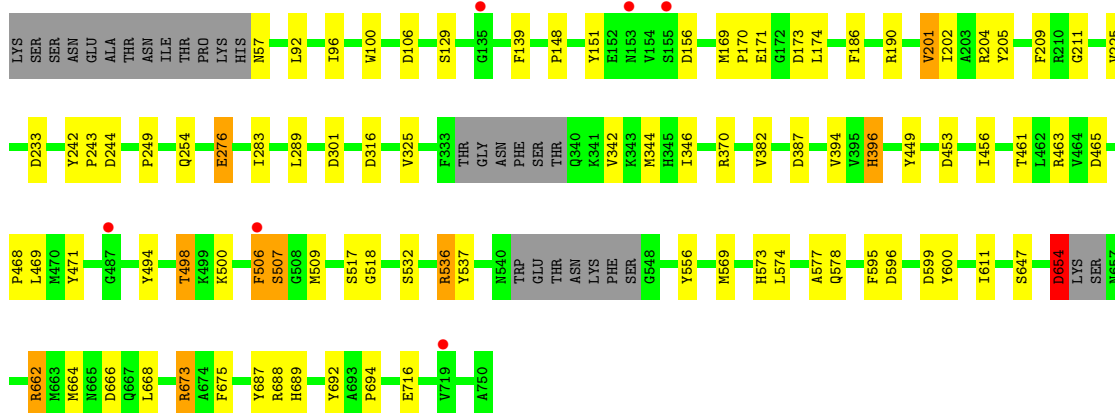 LYS SER SER ASN GLU ALA THR ASN ILE THR PRO LYS HIS N57 L92 I96 W100 D106 S129 G135 F139 P148 Y151 E152 N153 V154 S155 D156 M169 P170 E171 G172 D173 L174 F186 R190 V201 I202 A203 R204 Y205 F209 R210 G211
D233 Y242 P243 D244 P249 Q254 E276 I283 L289 D301 D316 V325 F333 THR GLY ASN PHE SER THR Q340 K341 V342 K343 M344 H345 I346 R370 V382 D387 V394 V395 H396 Y449 D453 I456 T461 L462 R463 V464 D465
P468 L469 M470 Y471 G487 Y494 T498 K499 K500 F506 S507 G508 M509 S517 G518 S532 R536 Y537 N540 TRP GLU THR ASN LYS PHE SER G548 Y556 M569 H573 L574 A577 Q578 F595 D596 D599 Y600 I611 S647 D654 LYS SER N657
R662 M663 M664 N665 D666 Q667 L668 R673 A674 F675 Y687 R688 H689 Y692 A693 P694 E716 V719 A750